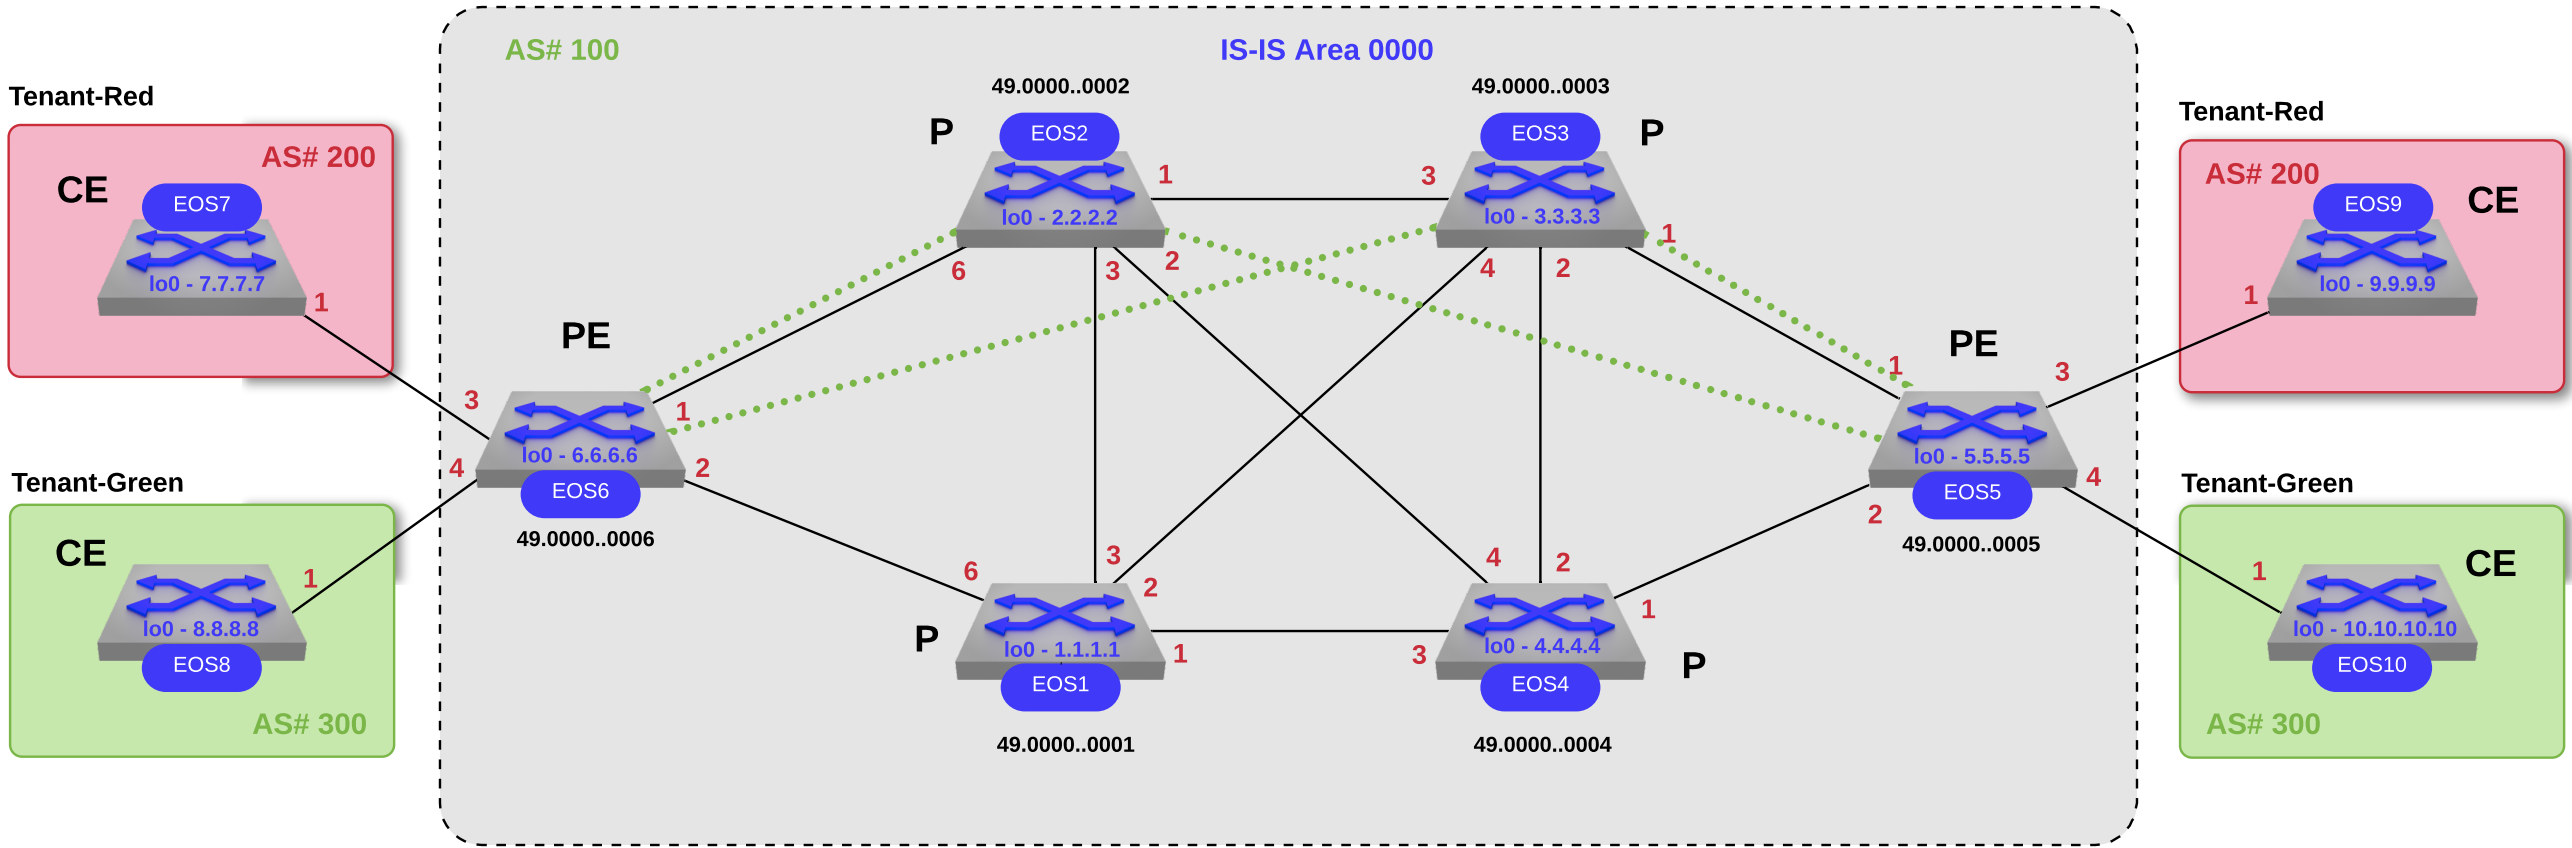 AS# 100
IS-IS Area 0000
49.0000..0002
49.0000..0003
Tenant-Red
Tenant-Red
P
EOS2
EOS3
P
AS# 200
AS# 200
CE
EOS7
1
3
EOS9
CE
lo0 - 2.2.2.2
lo0 - 3.3.3.3
1
6
3
2
4
2
lo0 - 7.7.7.7
1
lo0 - 9.9.9.9
1
PE
PE
1
3
3
1
lo0 - 6.6.6.6
lo0 - 5.5.5.5
4
2
4
Tenant-Green
Tenant-Green
EOS6
EOS5
2
49.0000..0006
49.0000..0005
CE
CE
3
4
2
1
6
1
2
1
lo0 - 8.8.8.8
lo0 - 10.10.10.10
P
lo0 - 1.1.1.1
1
3
lo0 - 4.4.4.4
P
EOS8
EOS10
EOS1
EOS4
AS# 300
AS# 300
49.0000..0001
49.0000..0004